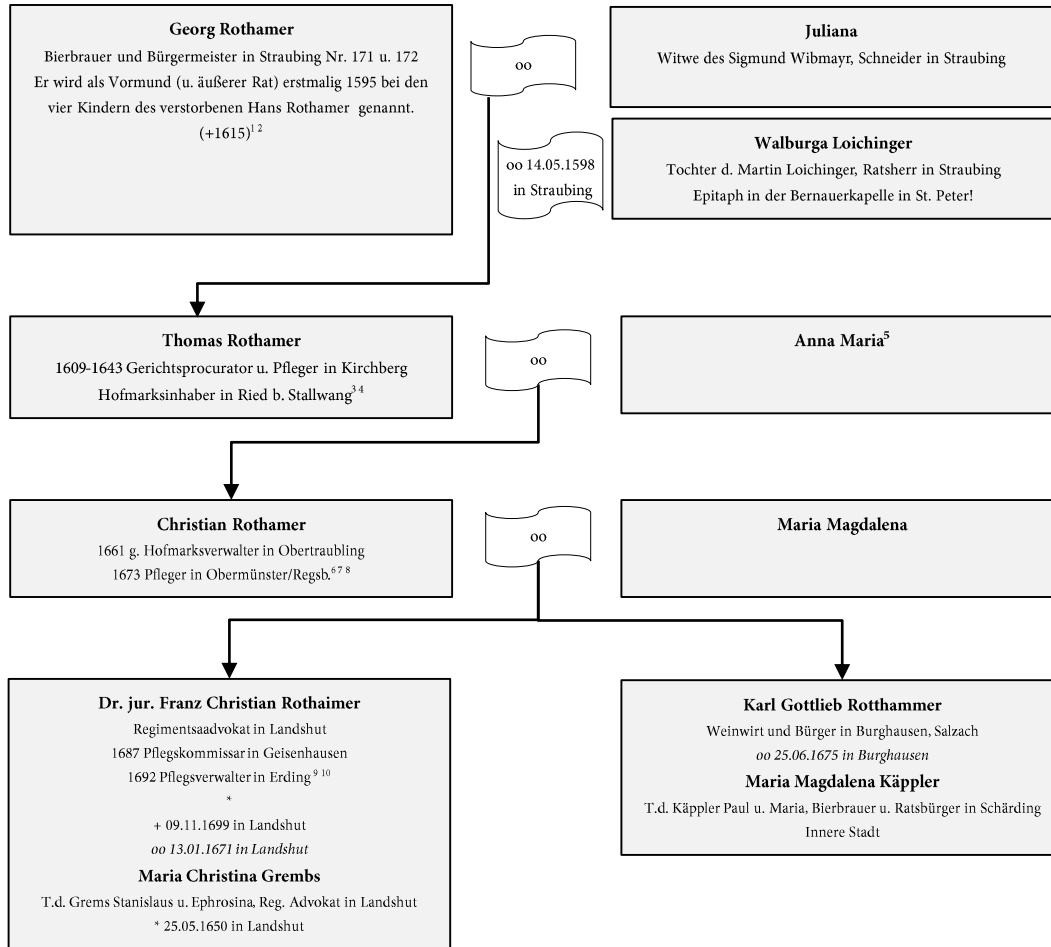 Georg Rothamer
Bierbrauer und Bürgermeister in Straubing Nr. 171 u. 172
Er wird als Vormund (u. äußerer Rat) erstmalig 1595 bei den
vier Kindern des verstorbenen Hans Rothamer genannt.
(+1615)¹ ²
oo
Juliana
Witwe des Sigmund Wibmayr, Schneider in Straubing
oo 14.05.1598
in Straubing
Walburga Loichinger
Tochter d. Martin Loichinger, Ratsherr in Straubing
Epitaph in der Bernauerkapelle in St. Peter!
Thomas Rothamer
1609-1643 Gerichtsprocurator u. Pfleger in Kirchberg
Hofmarksinhaber in Ried b. Stallwang³ ⁴
oo
Anna Maria⁵
Christian Rothamer
1661 g. Hofmarksverwalter in Obertraubling
1673 Pfleger in Obermünster/Regsb.⁶ ⁷ ⁸
oo
Maria Magdalena
Dr. jur. Franz Christian Rothaimer
Regimentsaadvokat in Landshut
1687 Pflegskommissar in Geisenhausen
1692 Pflegsverwalter in Erding⁹ ¹⁰
*
+ 09.11.1699 in Landshut
oo 13.01.1671 in Landshut
Maria Christina Grembs
T.d. Grems Stanislaus u. Ephrosina, Reg. Advokat in Landshut
* 25.05.1650 in Landshut
Karl Gottlieb Rotthammer
Weinwirt und Bürger in Burghausen, Salzach
oo 25.06.1675 in Burghausen
Maria Magdalena Käppler
T.d. Käppler Paul u. Maria, Bierbrauer u. Ratsbürger in Schärding
Innere Stadt